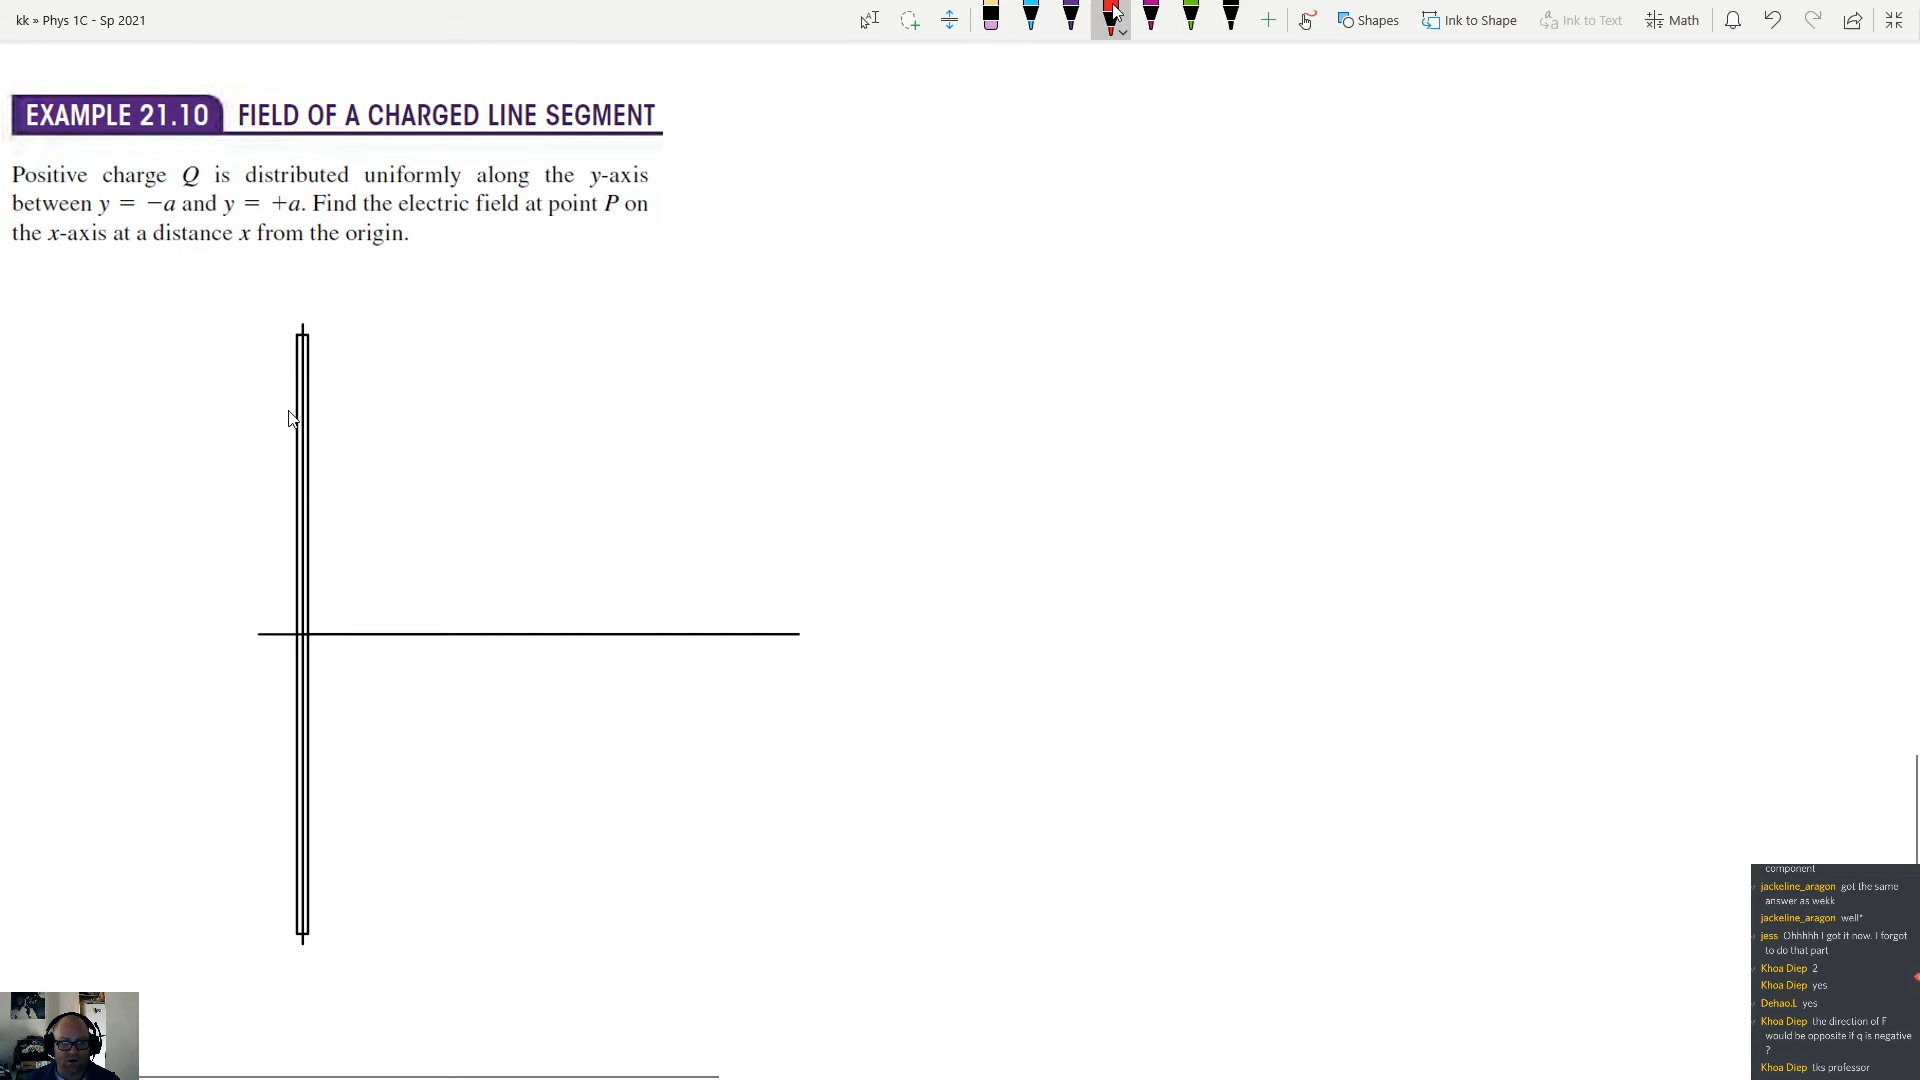 kk » Phys 1C - Sp 2021
Shapes
Ink to Shape
Ink to Text
Math
EXAMPLE 21.10 FIELD OF A CHARGED LINE SEGMENT
Positive charge Q is distributed uniformly along the y-axis
between y = −a and y = +a. Find the electric field at point P on
the x-axis at a distance x from the origin.
component
jackeline_aragon got the same
answer as wekk
jackeline_aragon well*
jess Ohhhhh I got it now. I forgot
to do that part
Khoa Diep 2
Khoa Diep yes
Dehao.L yes
Khoa Diep the direction of F
would be opposite if q is negative
?
Khoa Diep tks professor